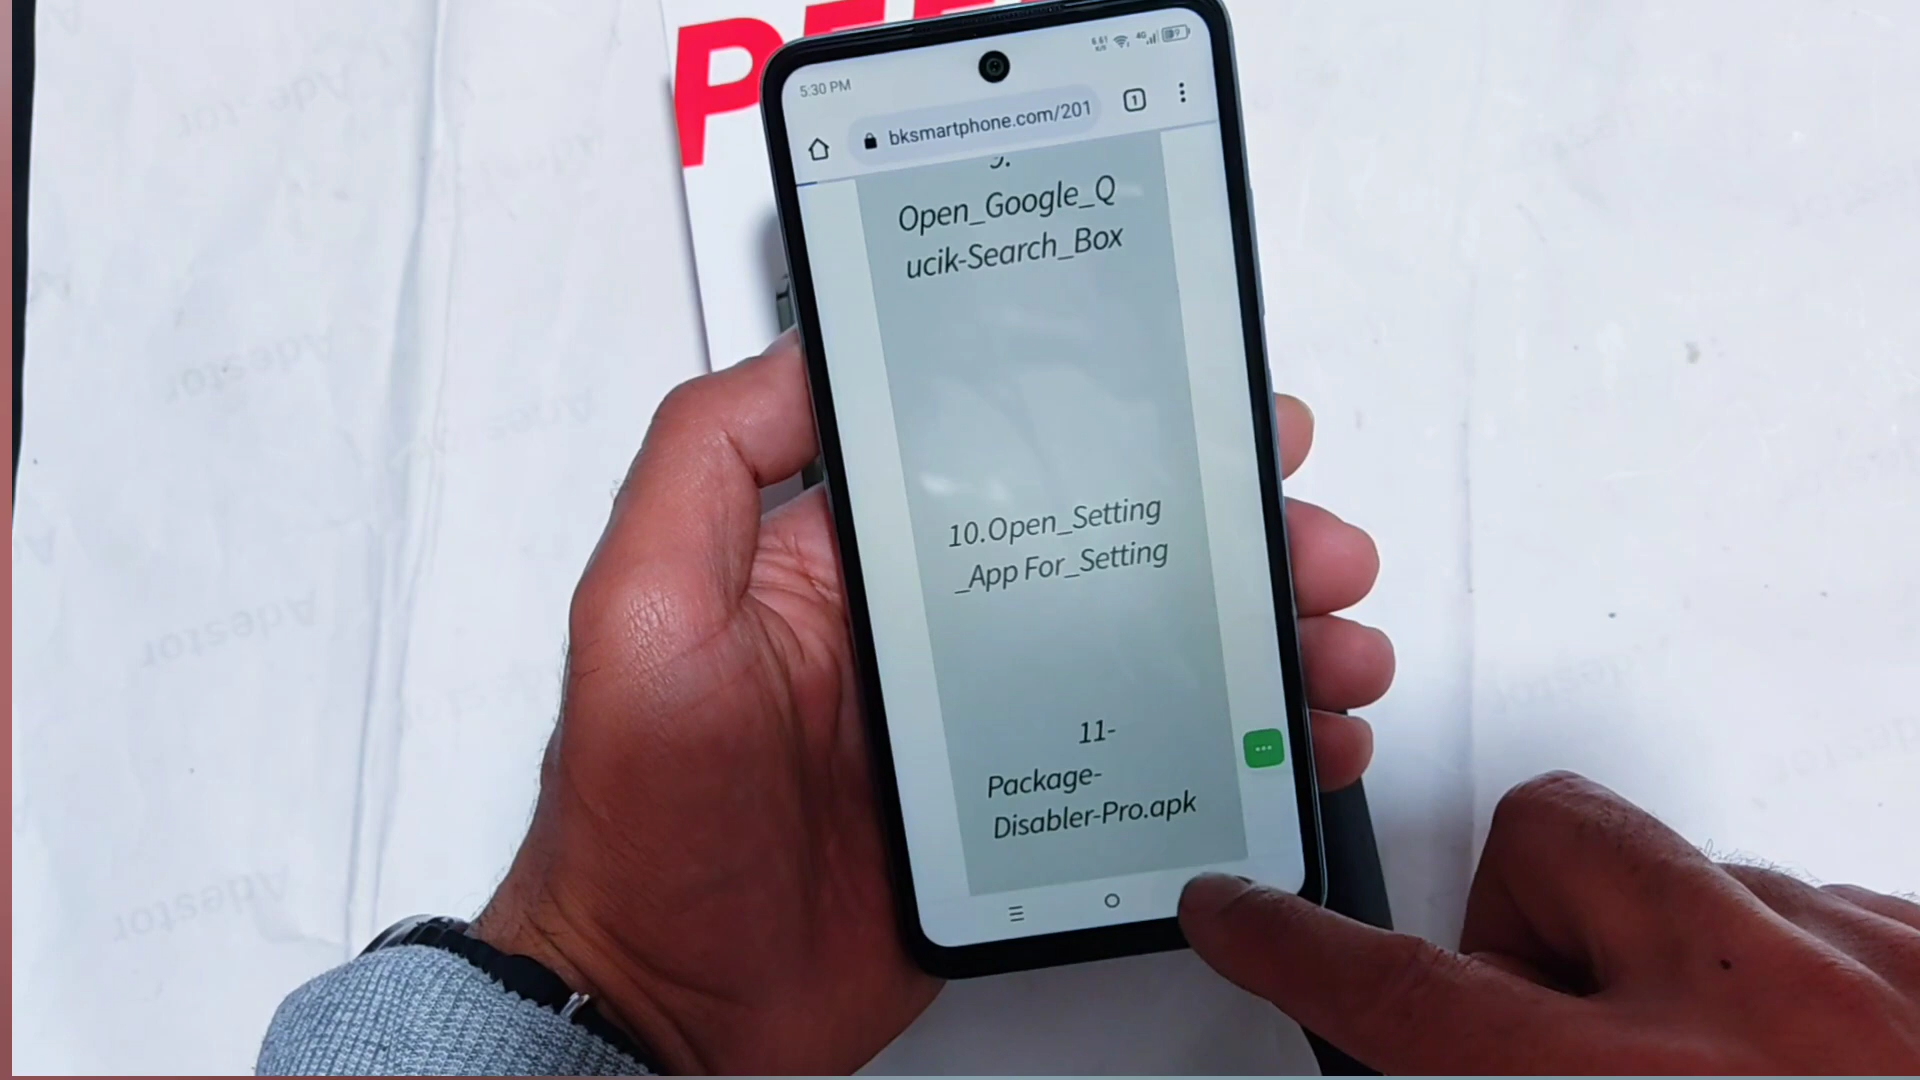 5:30 PM
4G
bksmartphone.com/201
1
9.
Open_Google_Q
ucik-Search_Box
10.Open_Setting
_App For_Setting
11-
Package-
Disabler-Pro.apk